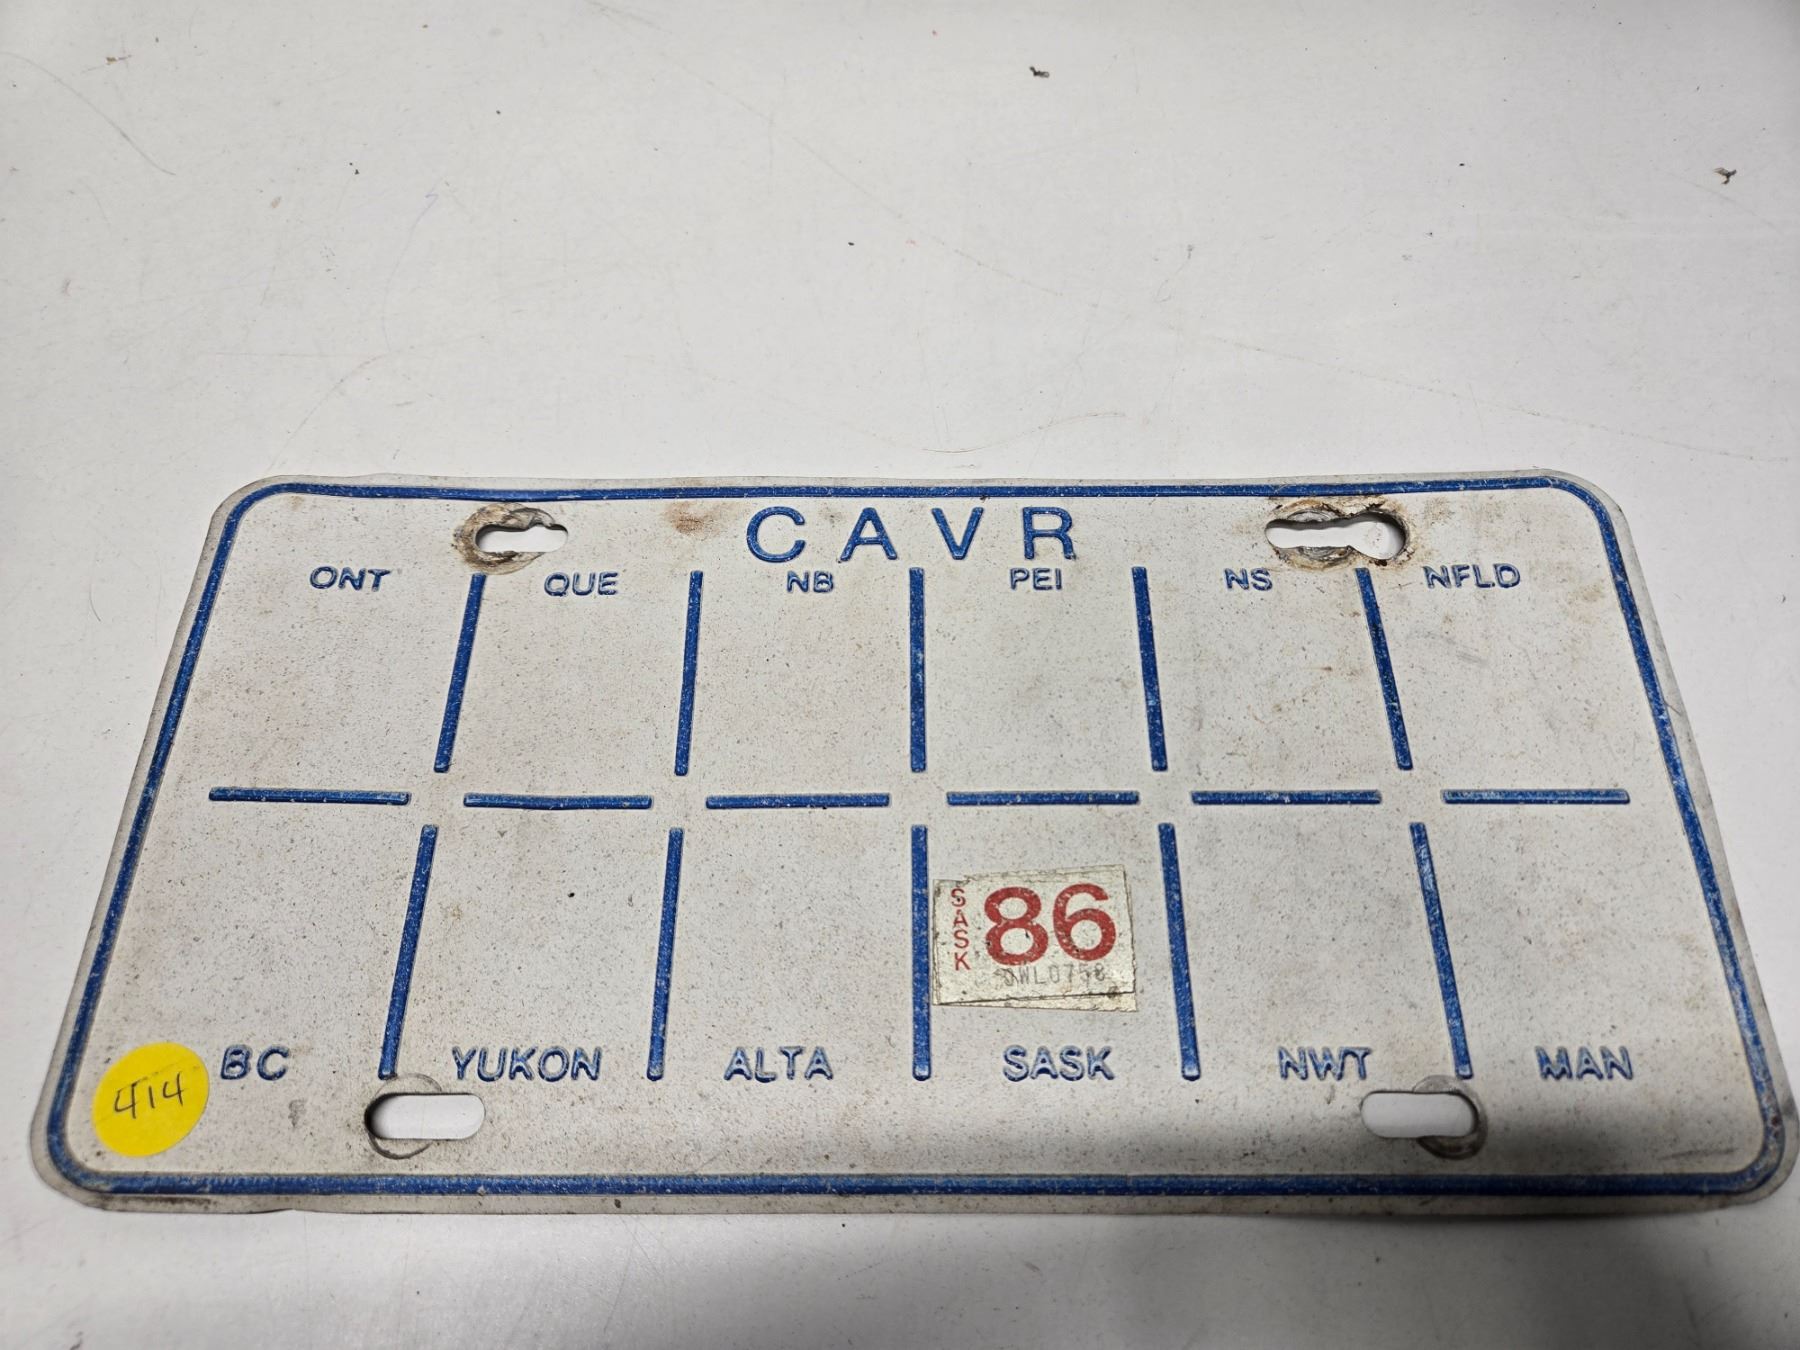 CAVR
ONT QUE NB PEI NS NFLD
SASK
86
BC YUKON ALTA SASK NWT MAN
414